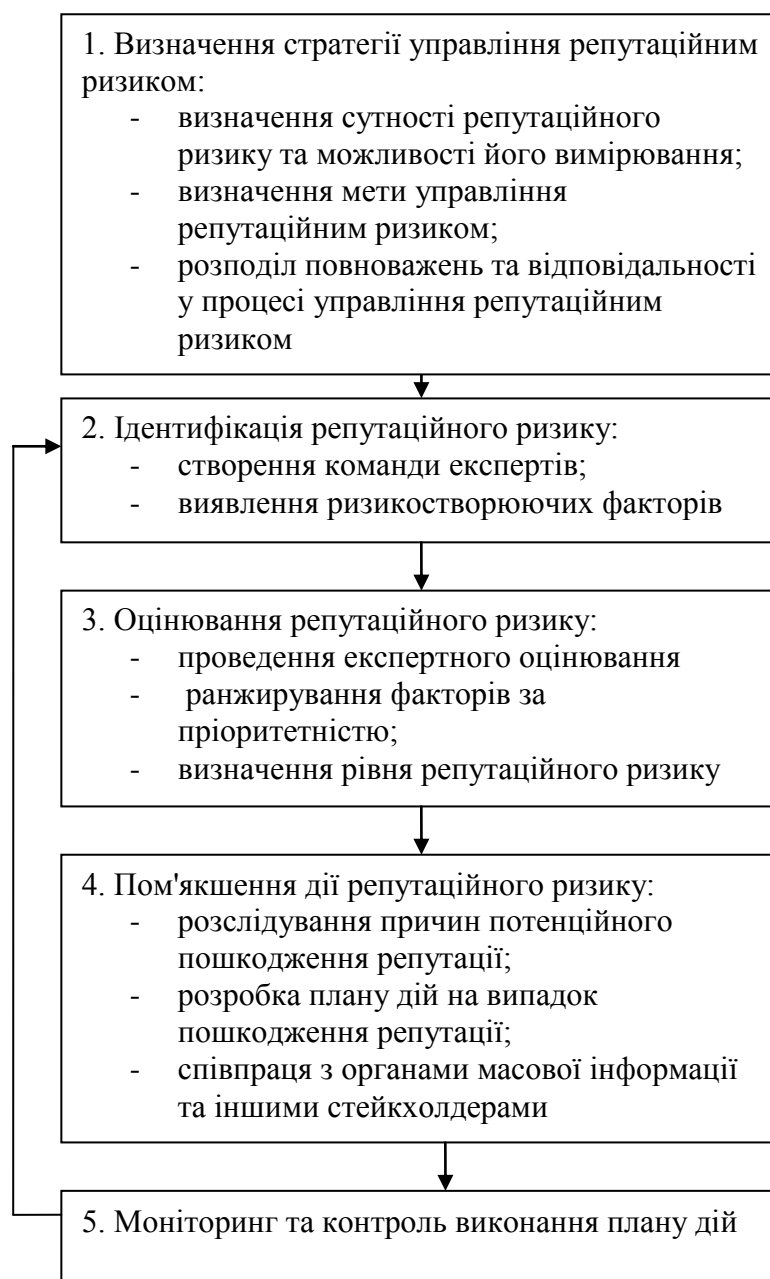 1. Визначення стратегії управління репутаційним
ризиком:
- визначення сутності репутаційного
ризику та можливості його вимірювання;
- визначення мети управління
репутаційним ризиком;
- розподіл повноважень та відповідальності
у процесі управління репутаційним
ризиком
2. Ідентифікація репутаційного ризику:
- створення команди експертів;
- виявлення ризикостворюючих факторів
3. Оцінювання репутаційного ризику:
- проведення експертного оцінювання
- ранжирування факторів за
пріоритетністю;
- визначення рівня репутаційного ризику
4. Пом'якшення дії репутаційного ризику:
- розслідування причин потенційного
пошкодження репутації;
- розробка плану дій на випадок
пошкодження репутації;
- співпраця з органами масової інформації
та іншими стейкхолдерами
5. Моніторинг та контроль виконання плану дій